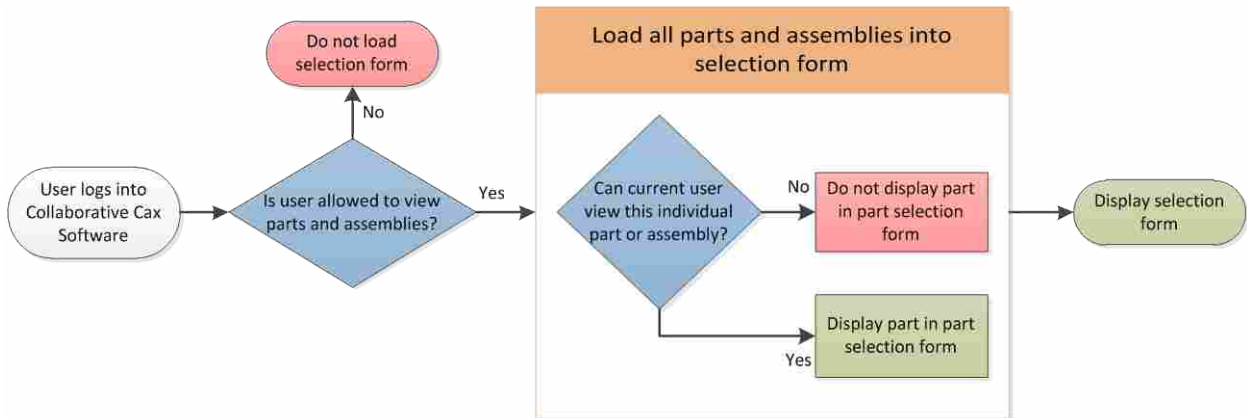 Do not load
selection form
No
User logs into
Collaborative Cax
Software
Is user allowed to view
parts and assemblies?
Yes
Load all parts and assemblies into
selection form
Can current user
view this individual
part or assembly?
No
Do not display part
in part selection
form
Yes
Display part in part
selection form
Display selection
form